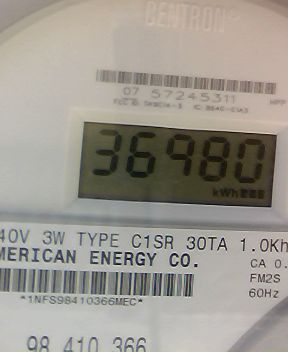 CENTRON®
07 57245311
36980
kWh
40V 3W TYPE C1SR 30TA 1.0Kh
MERICAN ENERGY CO.
CA 0.
FM2S
60Hz
*1NFS98410366MEC*
98 410 366